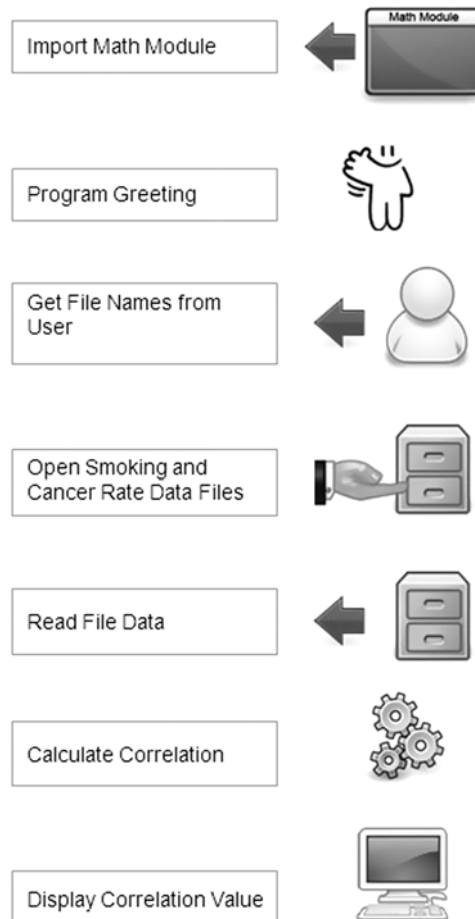 Math Module
Import Math Module
Program Greeting
Get File Names from
User
Open Smoking and
Cancer Rate Data Files
Read File Data
Calculate Correlation
Display Correlation Value